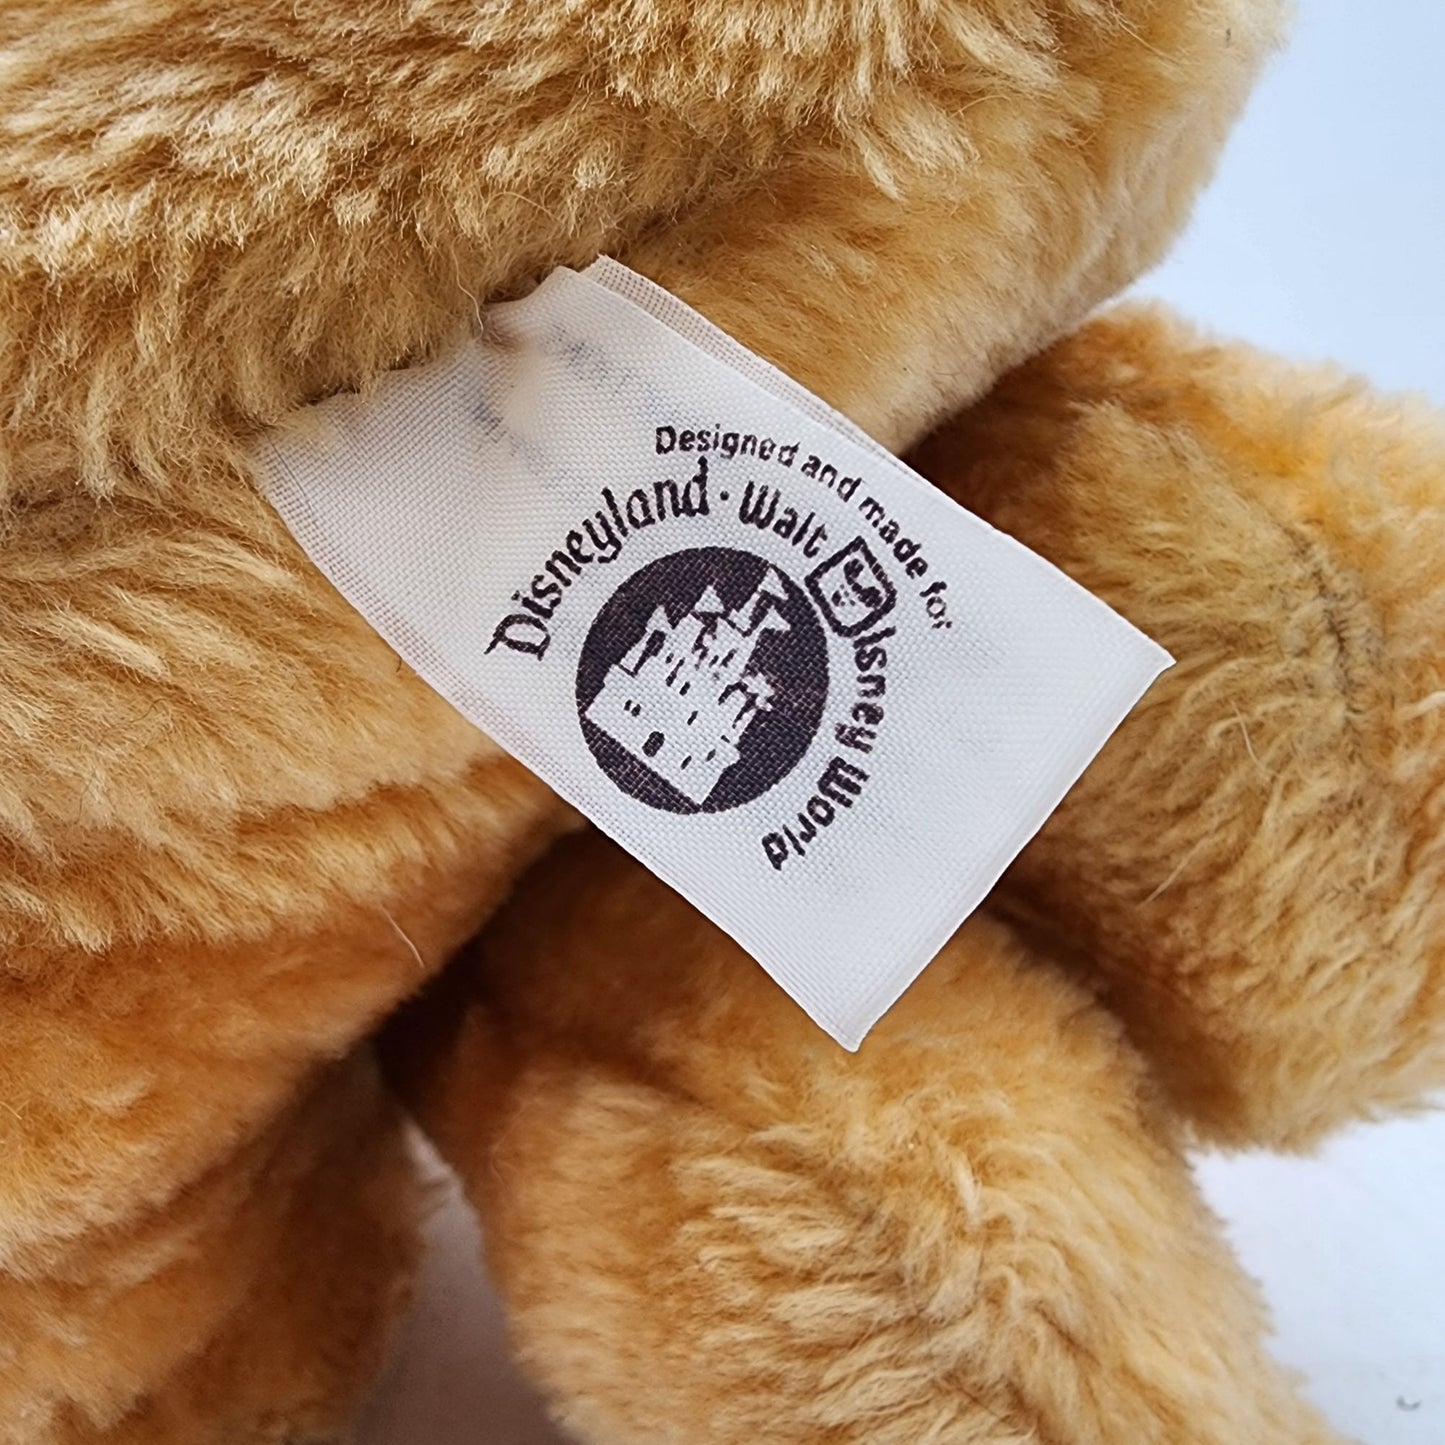 Designed and made for:
Disneyland · Walt Disney World